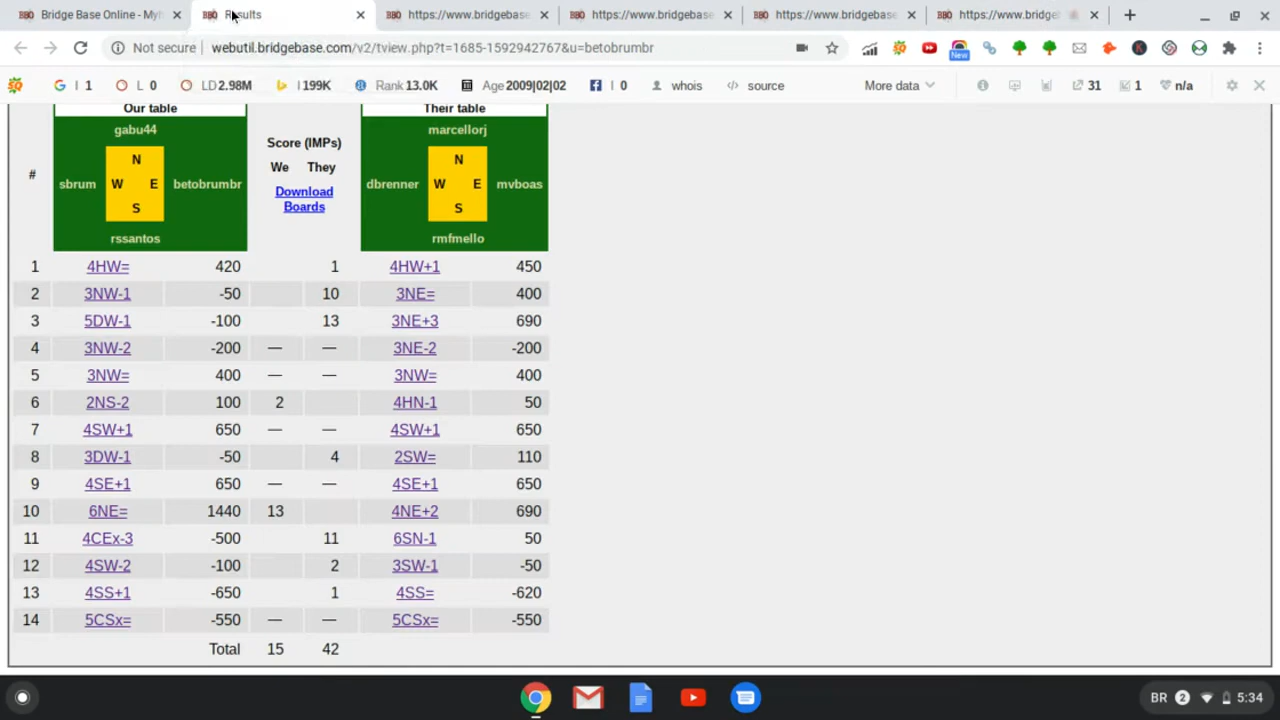 Bridge Base Online - Myh
Results
https://www.bridgebase
https://www.bridgebase.
https://www.bridgebase.
https://www.bridgebase
Not secure webutil.bridgebase.com/v2/tview.php?t=1685-1592942767&u=betobrumbr
New
I 1 L 0 LD 2.98M I 199K Rank 13.0K Age 2009|02|02 I 0 whois source More data 31 1 n/a
Our table Their table
gabu44 marcellorj
# N Score (IMPs) N
sbrum W E betobrumbr We They dbrenner W E mvboas
S Download S
Boards
rssantos rmfmello
1 4HW= 420 1 4HW+1 450
2 3NW-1 -50 10 3NE= 400
3 5DW-1 -100 13 3NE+3 690
4 3NW-2 -200 — — 3NE-2 -200
5 3NW= 400 — — 3NW= 400
6 2NS-2 100 2 4HN-1 50
7 4SW+1 650 — — 4SW+1 650
8 3DW-1 -50 4 2SW= 110
9 4SE+1 650 — — 4SE+1 650
10 6NE= 1440 13 4NE+2 690
11 4CEx-3 -500 11 6SN-1 50
12 4SW-2 -100 2 3SW-1 -50
13 4SS+1 -650 1 4SS= -620
14 5CSx= -550 — — 5CSx= -550
Total 15 42
BR 2 5:34